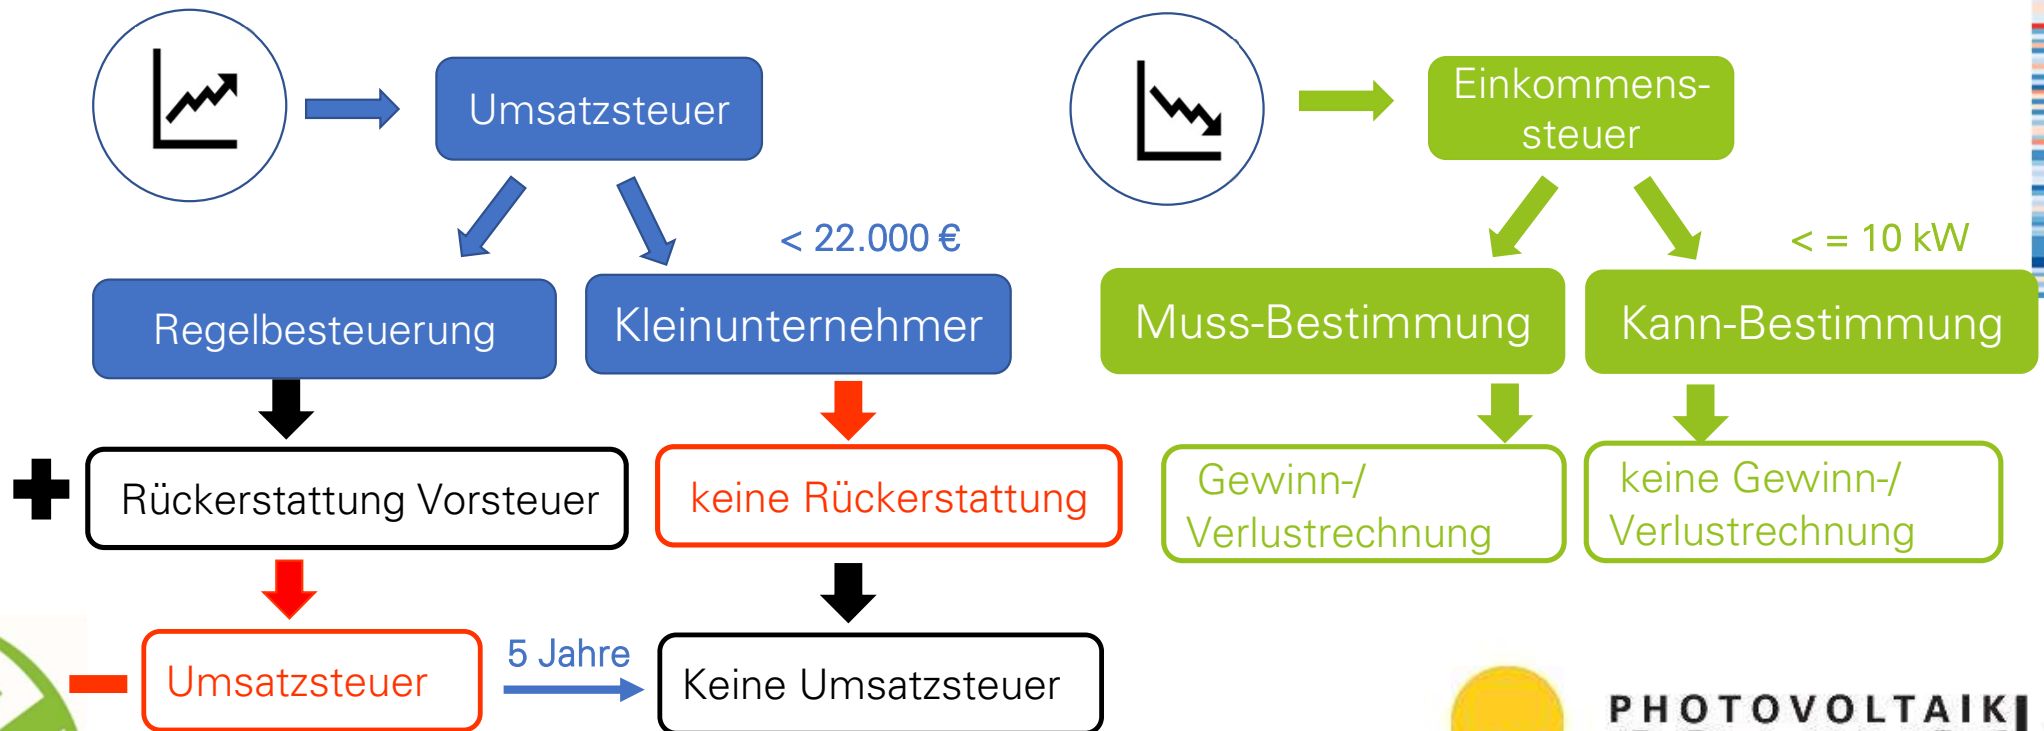 Umsatzsteuer
< 22.000 €
Regelbesteuerung
Kleinunternehmer
Rückerstattung Vorsteuer
keine Rückerstattung
Umsatzsteuer
5 Jahre
Keine Umsatzsteuer
Einkommens-
steuer
< = 10 kW
Muss-Bestimmung
Kann-Bestimmung
Gewinn-/
Verlustrechnung
keine Gewinn-/
Verlustrechnung
PHOTOVOLTAIK